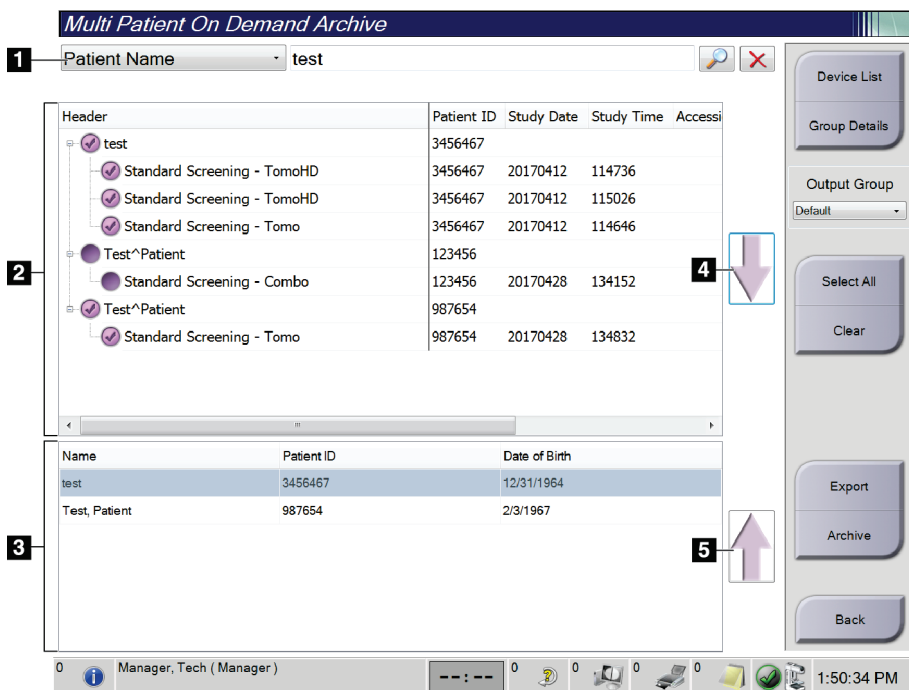 Multi Patient On Demand Archive
1
Patient Name
test
Device List
Group Details
Output Group
Default
Select All
Clear
Export
Archive
Back
2
Header Patient ID Study Date Study Time Accessi
test 3456467
Standard Screening - TomoHD 3456467 20170412 114736
Standard Screening - TomoHD 3456467 20170412 115026
Standard Screening - Tomo 3456467 20170412 114646
Test^Patient 123456
Standard Screening - Combo 123456 20170428 134152
Test^Patient 987654
Standard Screening - Tomo 987654 20170428 134832
4
3
Name Patient ID Date of Birth
test 3456467 12/31/1964
Test, Patient 987654 2/3/1967
5
0 Manager, Tech ( Manager ) --:-- 0 0 0 0 1:50:34 PM